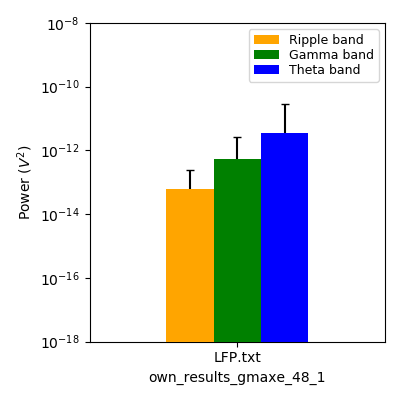 Ripple band
Gamma band
Theta band
Power (V²)
10⁻⁸
10⁻¹⁰
10⁻¹²
10⁻¹⁴
10⁻¹⁶
10⁻¹⁸
LFP.txt
own_results_gmaxe_48_1